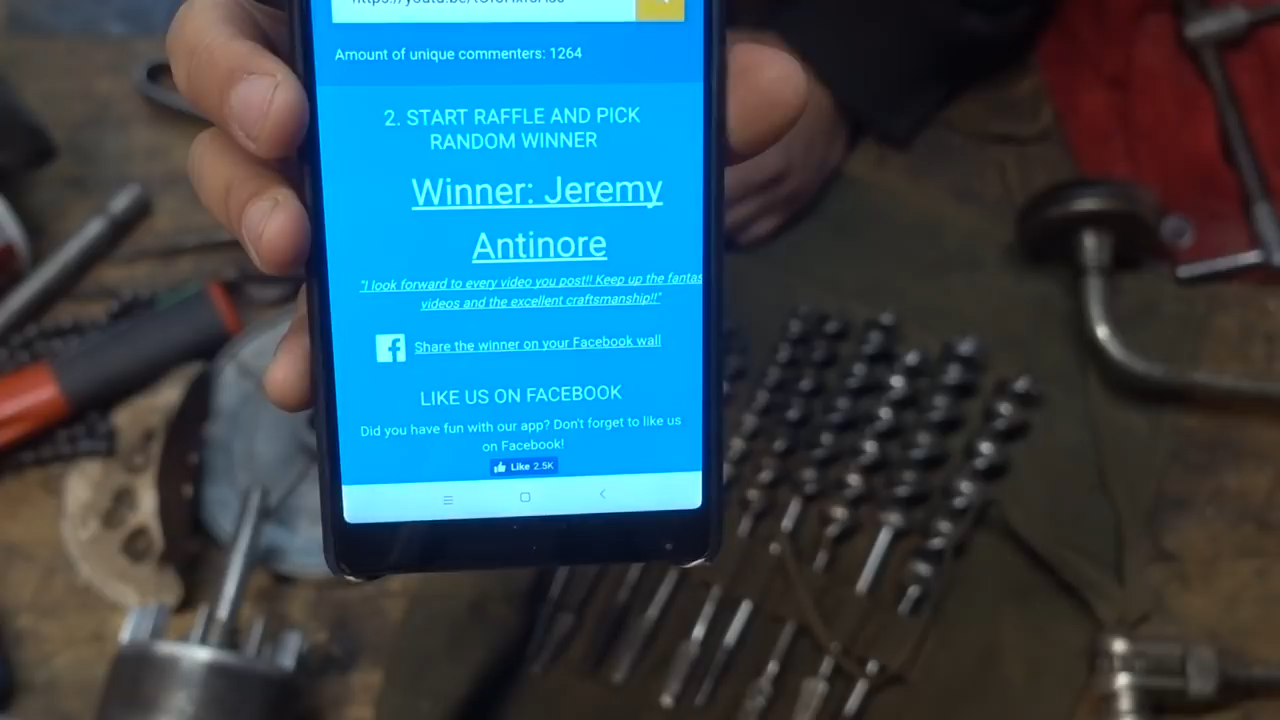 Amount of unique commenters: 1264
2. START RAFFLE AND PICK
RANDOM WINNER
Winner: Jeremy
Antinore
"I look forward to every video you post!! Keep up the fantas
videos and the excellent craftsmanship!!"
Share the winner on your Facebook wall
LIKE US ON FACEBOOK
Did you have fun with our app? Don't forget to like us
on Facebook!
Like 2.5K